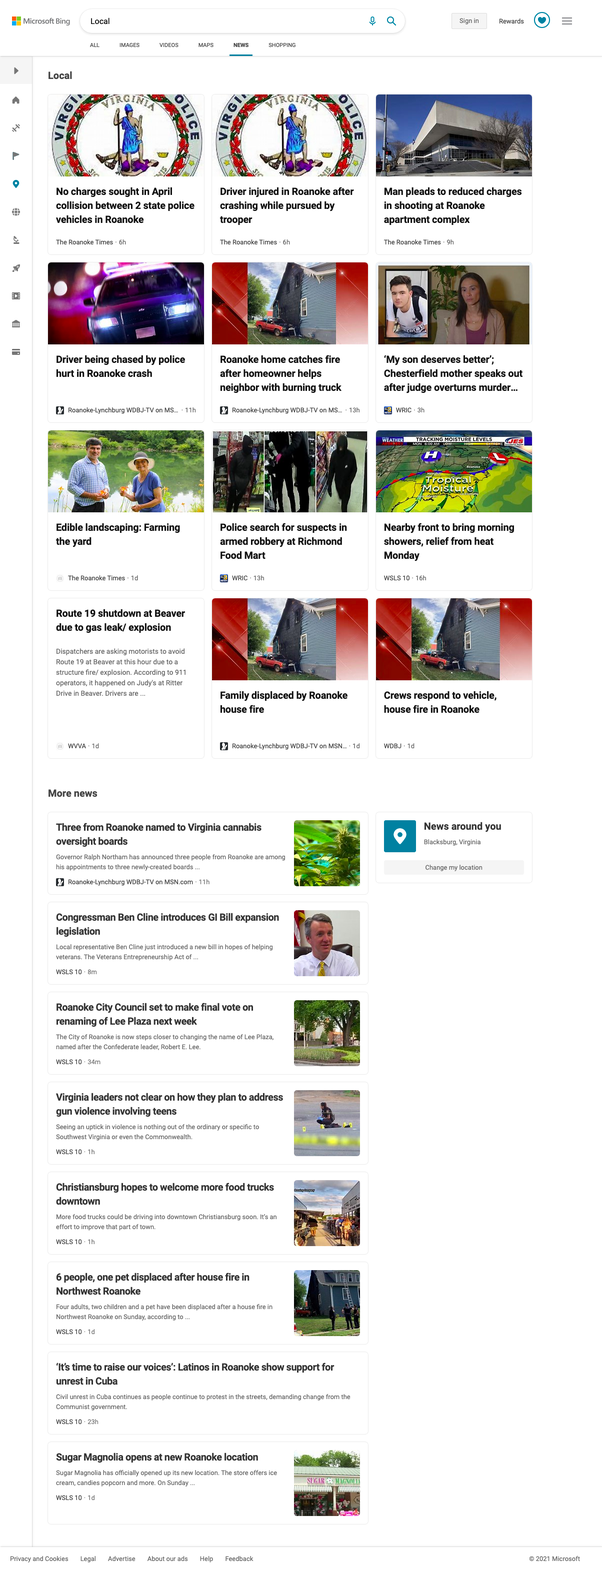 Microsoft Bing
Local
Sign in
Rewards
ALL
IMAGES
VIDEOS
MAPS
NEWS
SHOPPING
Local
VIRGINIA
VIRGINIA
No charges sought in April
collision between 2 state police
vehicles in Roanoke
The Roanoke Times · 6h
Driver injured in Roanoke after
crashing while pursued by
trooper
The Roanoke Times · 6h
Man pleads to reduced charges
in shooting at Roanoke
apartment complex
The Roanoke Times · 9h
Driver being chased by police
hurt in Roanoke crash
Roanoke-Lynchburg WDBJ-TV on MS... · 11h
Roanoke home catches fire
after homeowner helps
neighbor with burning truck
Roanoke-Lynchburg WDBJ-TV on MS... · 13h
‘My son deserves better’;
Chesterfield mother speaks out
after judge overturns murder...
WRIC · 3h
WEATHER
TRACKING MOISTURE LEVELS
H
L
Tropical
Moisture
Edible landscaping: Farming
the yard
The Roanoke Times · 1d
Police search for suspects in
armed robbery at Richmond
Food Mart
WRIC · 13h
Nearby front to bring morning
showers, relief from heat
Monday
WSLS 10 · 16h
Route 19 shutdown at Beaver
due to gas leak/ explosion
Dispatchers are asking motorists to avoid
Route 19 at Beaver at this hour due to a
structure fire/ explosion. According to 911
operators, it happened on Judy's at Ritter
Drive in Beaver. Drivers are ...
WVVA · 1d
Family displaced by Roanoke
house fire
Roanoke-Lynchburg WDBJ-TV on MSN... · 1d
Crews respond to vehicle,
house fire in Roanoke
WDBJ · 1d
More news
Three from Roanoke named to Virginia cannabis
oversight boards
Governor Ralph Northam has announced three people from Roanoke are among
his appointments to three newly-created boards ...
Roanoke-Lynchburg WDBJ-TV on MSN.com · 11h
News around you
Blacksburg, Virginia
Change my location
Congressman Ben Cline introduces GI Bill expansion
legislation
Local representative Ben Cline just introduced a new bill in hopes of helping
veterans. The Veterans Entrepreneurship Act of ...
WSLS 10 · 8m
Roanoke City Council set to make final vote on
renaming of Lee Plaza next week
The City of Roanoke is now steps closer to changing the name of Lee Plaza,
named after the Confederate leader, Robert E. Lee.
WSLS 10 · 34m
Virginia leaders not clear on how they plan to address
gun violence involving teens
Seeing an uptick in violence is nothing out of the ordinary or specific to
Southwest Virginia or even the Commonwealth.
WSLS 10 · 1h
Christiansburg hopes to welcome more food trucks
downtown
More food trucks could be driving into downtown Christiansburg soon. It's an
effort to improve that part of town.
WSLS 10 · 1h
6 people, one pet displaced after house fire in
Northwest Roanoke
Four adults, two children and a pet have been displaced after a house fire in
Northwest Roanoke on Sunday, according to ...
WSLS 10 · 1d
‘It’s time to raise our voices’: Latinos in Roanoke show support for
unrest in Cuba
Civil unrest in Cuba continues as people continue to protest in the streets, demanding change from the
Communist government.
WSLS 10 · 23h
Sugar Magnolia opens at new Roanoke location
Sugar Magnolia has officially opened up its new location. The store offers ice
cream, candies popcorn and more. On Sunday ...
WSLS 10 · 1d
SUGAR MAGNOLIA
Privacy and Cookies
Legal
Advertise
About our ads
Help
Feedback
© 2021 Microsoft